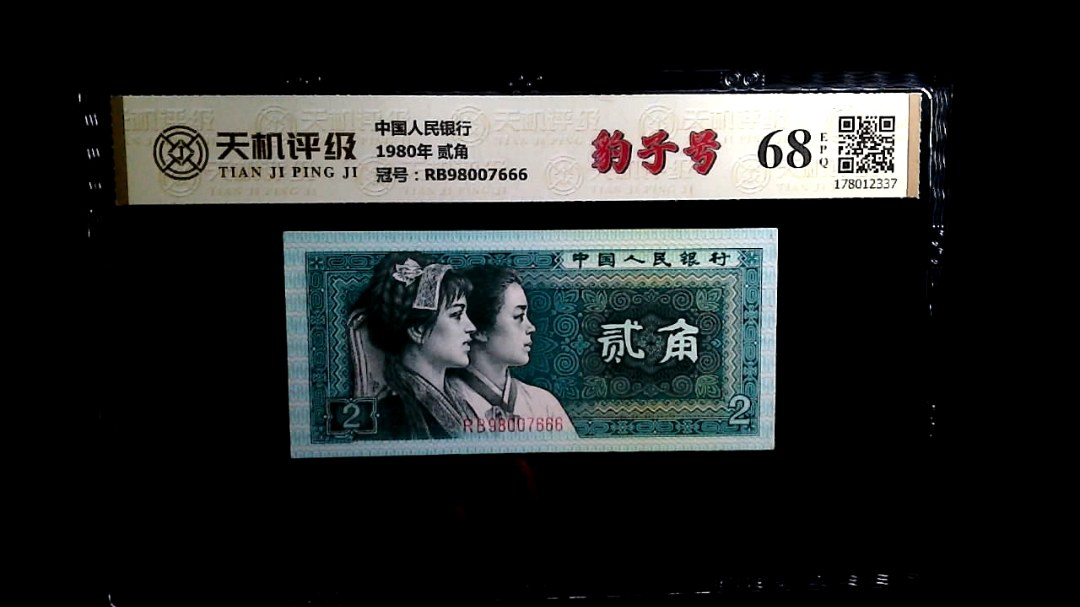 天机评级
TIAN JI PING JI
中国人民银行
1980年 贰角
冠号：RB98007666
豹子号
68
EPQ
178012337
中国人民银行
贰角
2
RB98007666
2